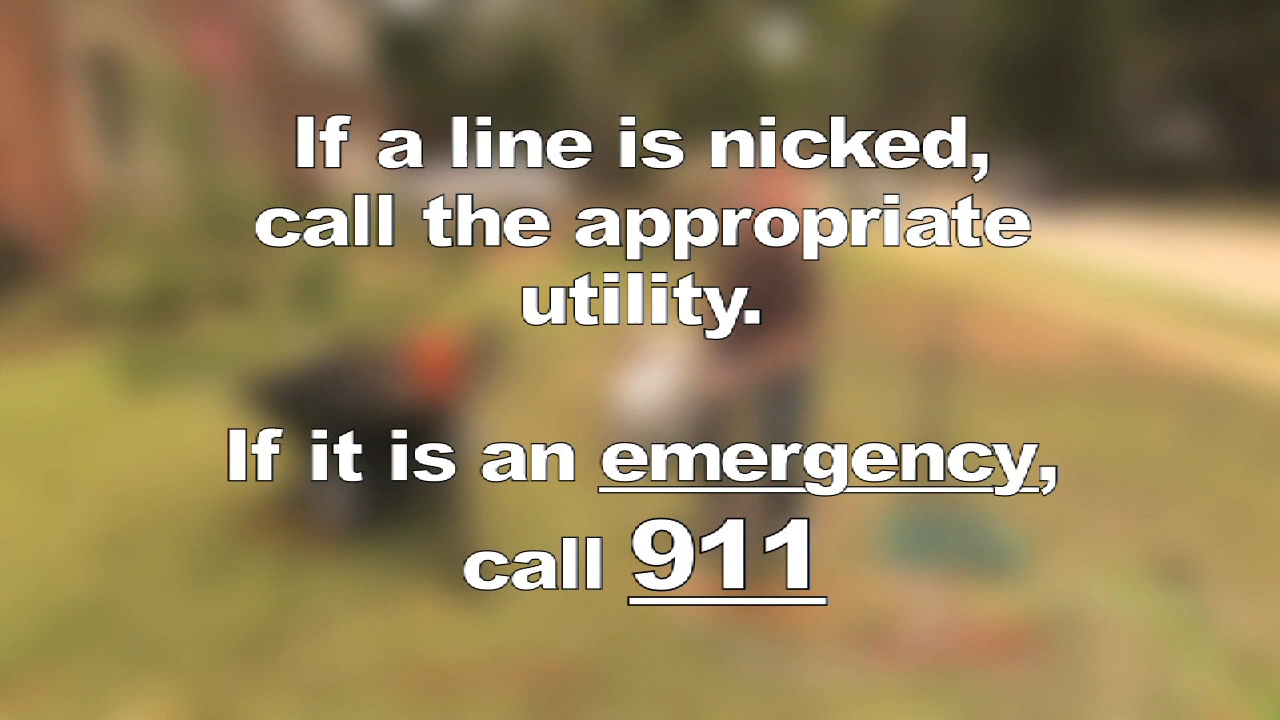 If a line is nicked,
call the appropriate
utility.
If it is an emergency,
call 911